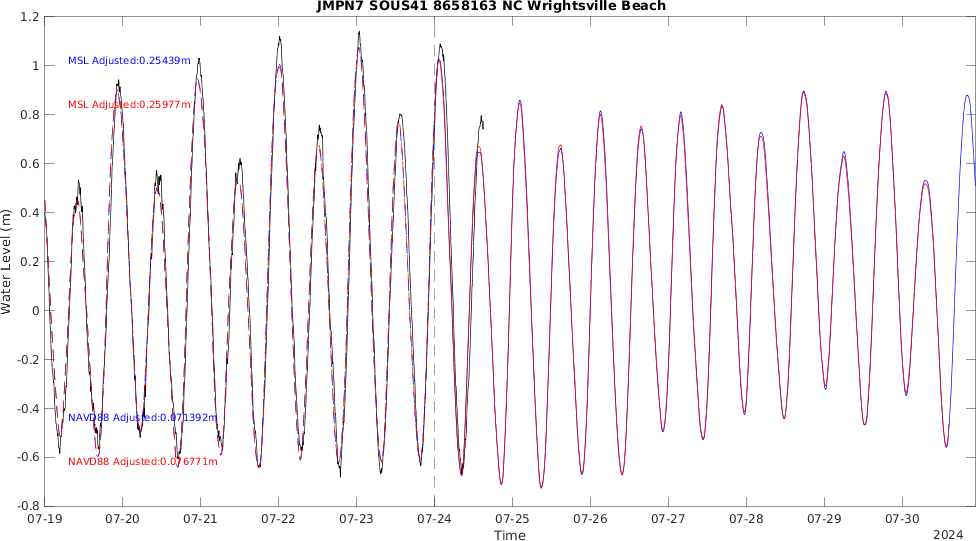 JMPN7 SOUS41 8658163 NC Wrightsville Beach
1.2
1
0.8
0.6
0.4
0.2
0
-0.2
-0.4
-0.6
-0.8
Water Level (m)
MSL Adjusted:0.25439m
MSL Adjusted:0.25977m
NAVD88 Adjusted:0.071392m
NAVD88 Adjusted:0.076771m
07-19 07-20 07-21 07-22 07-23 07-24 07-25 07-26 07-27 07-28 07-29 07-30
Time
2024